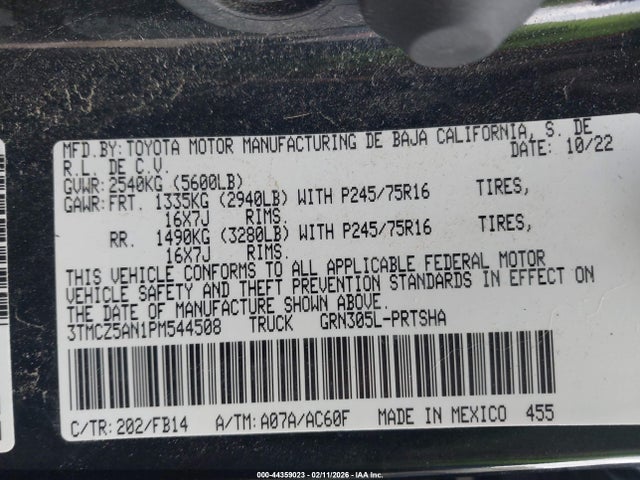 MFD.BY: TOYOTA MOTOR MANUFACTURING DE BAJA CALIFORNIA, S. DE
R.L. DE C.V. DATE: 10/22
GVWR: 2540KG (5600LB)
GAWR: FRT. 1335KG (2940LB) WITH P245/75R16 TIRES,
16X7J RIMS.
RR. 1490KG (3280LB) WITH P245/75R16 TIRES,
16X7J RIMS.
THIS VEHICLE CONFORMS TO ALL APPLICABLE FEDERAL MOTOR
VEHICLE SAFETY AND THEFT PREVENTION STANDARDS IN EFFECT ON
THE DATE OF MANUFACTURE SHOWN ABOVE.
3TMCZ5AN1PM544508 TRUCK GRN305L-PRTSHA
C/TR: 202/FB14 A/TM: A07A/AC60F MADE IN MEXICO 455
000-44359023 - 02/11/2026 - IAA Inc.